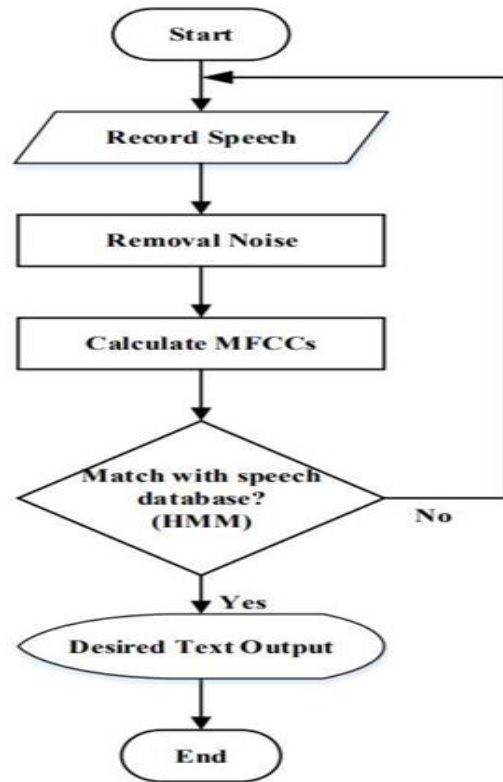 Start
Record Speech
Removal Noise
Calculate MFCCs
Match with speech
database?
(HMM)
No
Yes
Desired Text Output
End